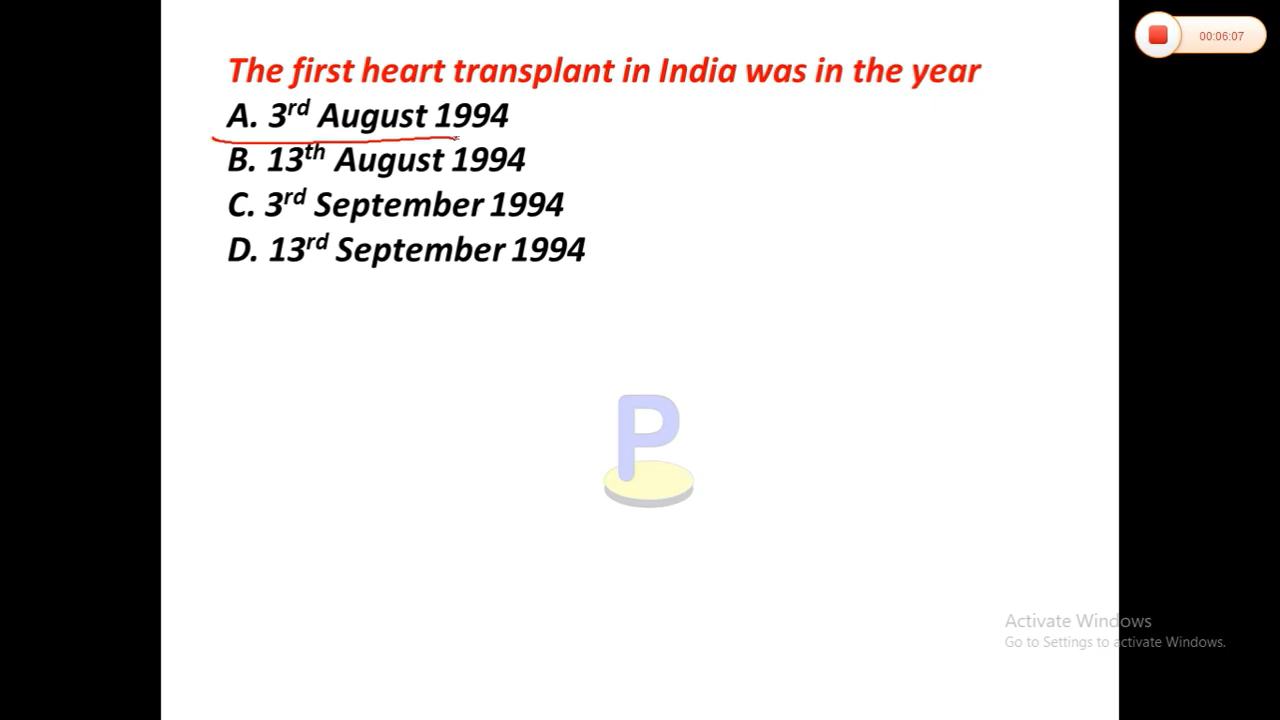 00:06:07
The first heart transplant in India was in the year
A. 3rd August 1994
B. 13th August 1994
C. 3rd September 1994
D. 13rd September 1994
P
Activate Windows
Go to Settings to activate Windows.